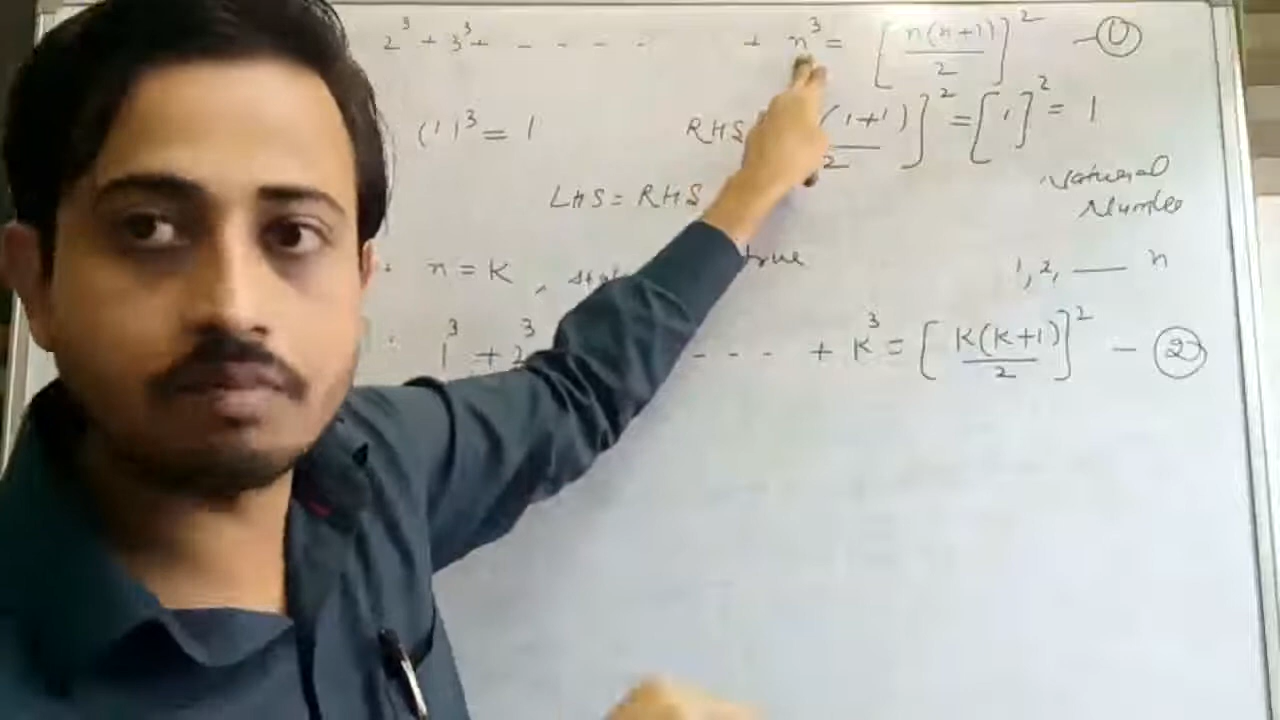 2³ + 3³ + - - - - - + n³ = [n(n+1)/2]² - ①
(1)³ = 1 RHS (1+1)/2]² = [1]² = 1
LHS = RHS Natural
Number
n = K, true 1, 2, — n
1³ + 2³ - - - + K³ = [K(K+1)/2]² - ②